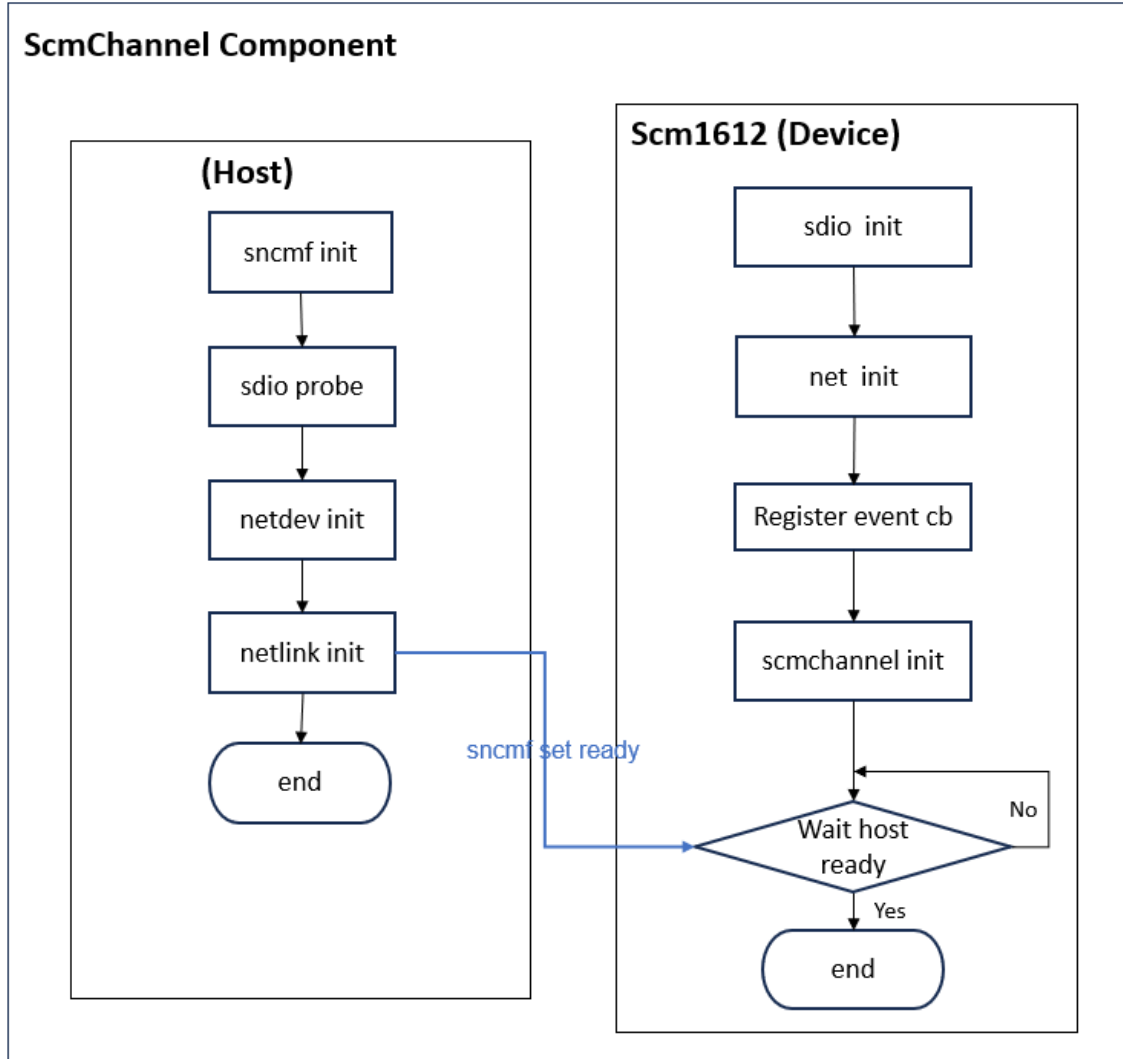 ScmChannel Component
(Host)
sncmf init
sdio probe
netdev init
netlink init
end
sncmf set ready
Scm1612 (Device)
sdio  init
net  init
Register event cb
scmchannel init
Wait host
ready
No
Yes
end